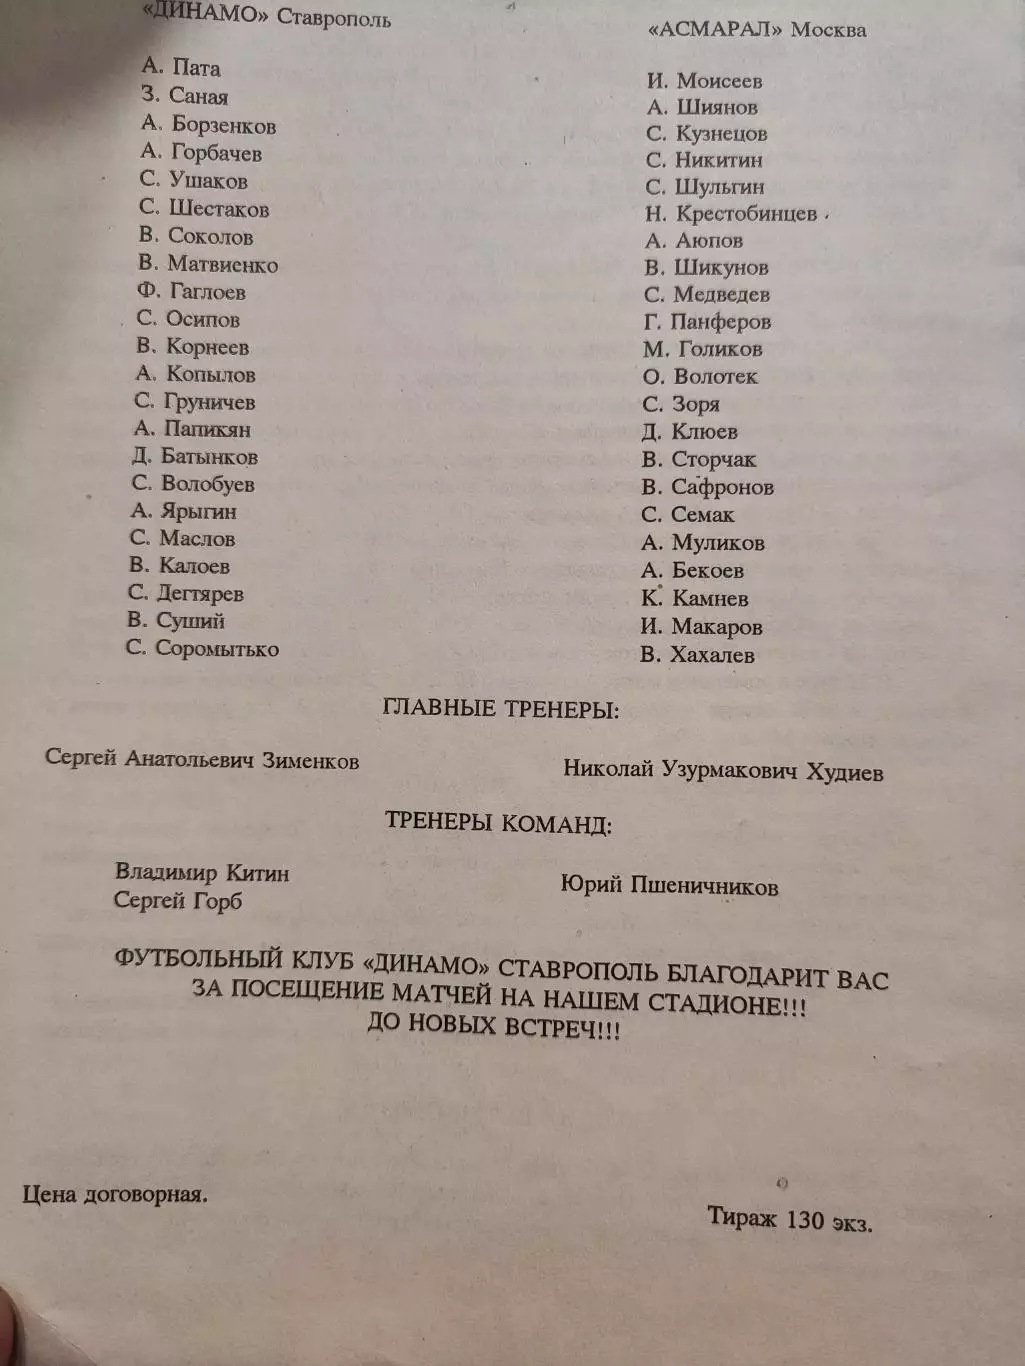 «ДИНАМО» Ставрополь
А. Пата
З. Саная
А. Борзенков
А. Горбачев
С. Ушаков
С. Шестаков
В. Соколов
В. Матвиенко
Ф. Гаглоев
С. Осипов
В. Корнеев
А. Копылов
С. Груничев
А. Папикян
Д. Батынков
С. Волобуев
А. Ярыгин
С. Маслов
В. Калоев
С. Дегтярев
В. Суший
С. Соромытько
«АСМАРАЛ» Москва
И. Моисеев
А. Шиянов
С. Кузнецов
С. Никитин
С. Шульгин
Н. Крестобинцев
А. Аюпов
В. Шикунов
С. Медведев
Г. Панферов
М. Голиков
О. Волотек
С. Зоря
Д. Клюев
В. Сторчак
В. Сафронов
С. Семак
А. Муликов
А. Бекоев
К. Камнев
И. Макаров
В. Хахалев
ГЛАВНЫЕ ТРЕНЕРЫ:
Сергей Анатольевич Зименков
Николай Узурмакович Худиев
ТРЕНЕРЫ КОМАНД:
Владимир Китин
Сергей Горб
Юрий Пшеничников
ФУТБОЛЬНЫЙ КЛУБ «ДИНАМО» СТАВРОПОЛЬ БЛАГОДАРИТ ВАС
ЗА ПОСЕЩЕНИЕ МАТЧЕЙ НА НАШЕМ СТАДИОНЕ!!!
ДО НОВЫХ ВСТРЕЧ!!!
Цена договорная.
Тираж 130 экз.